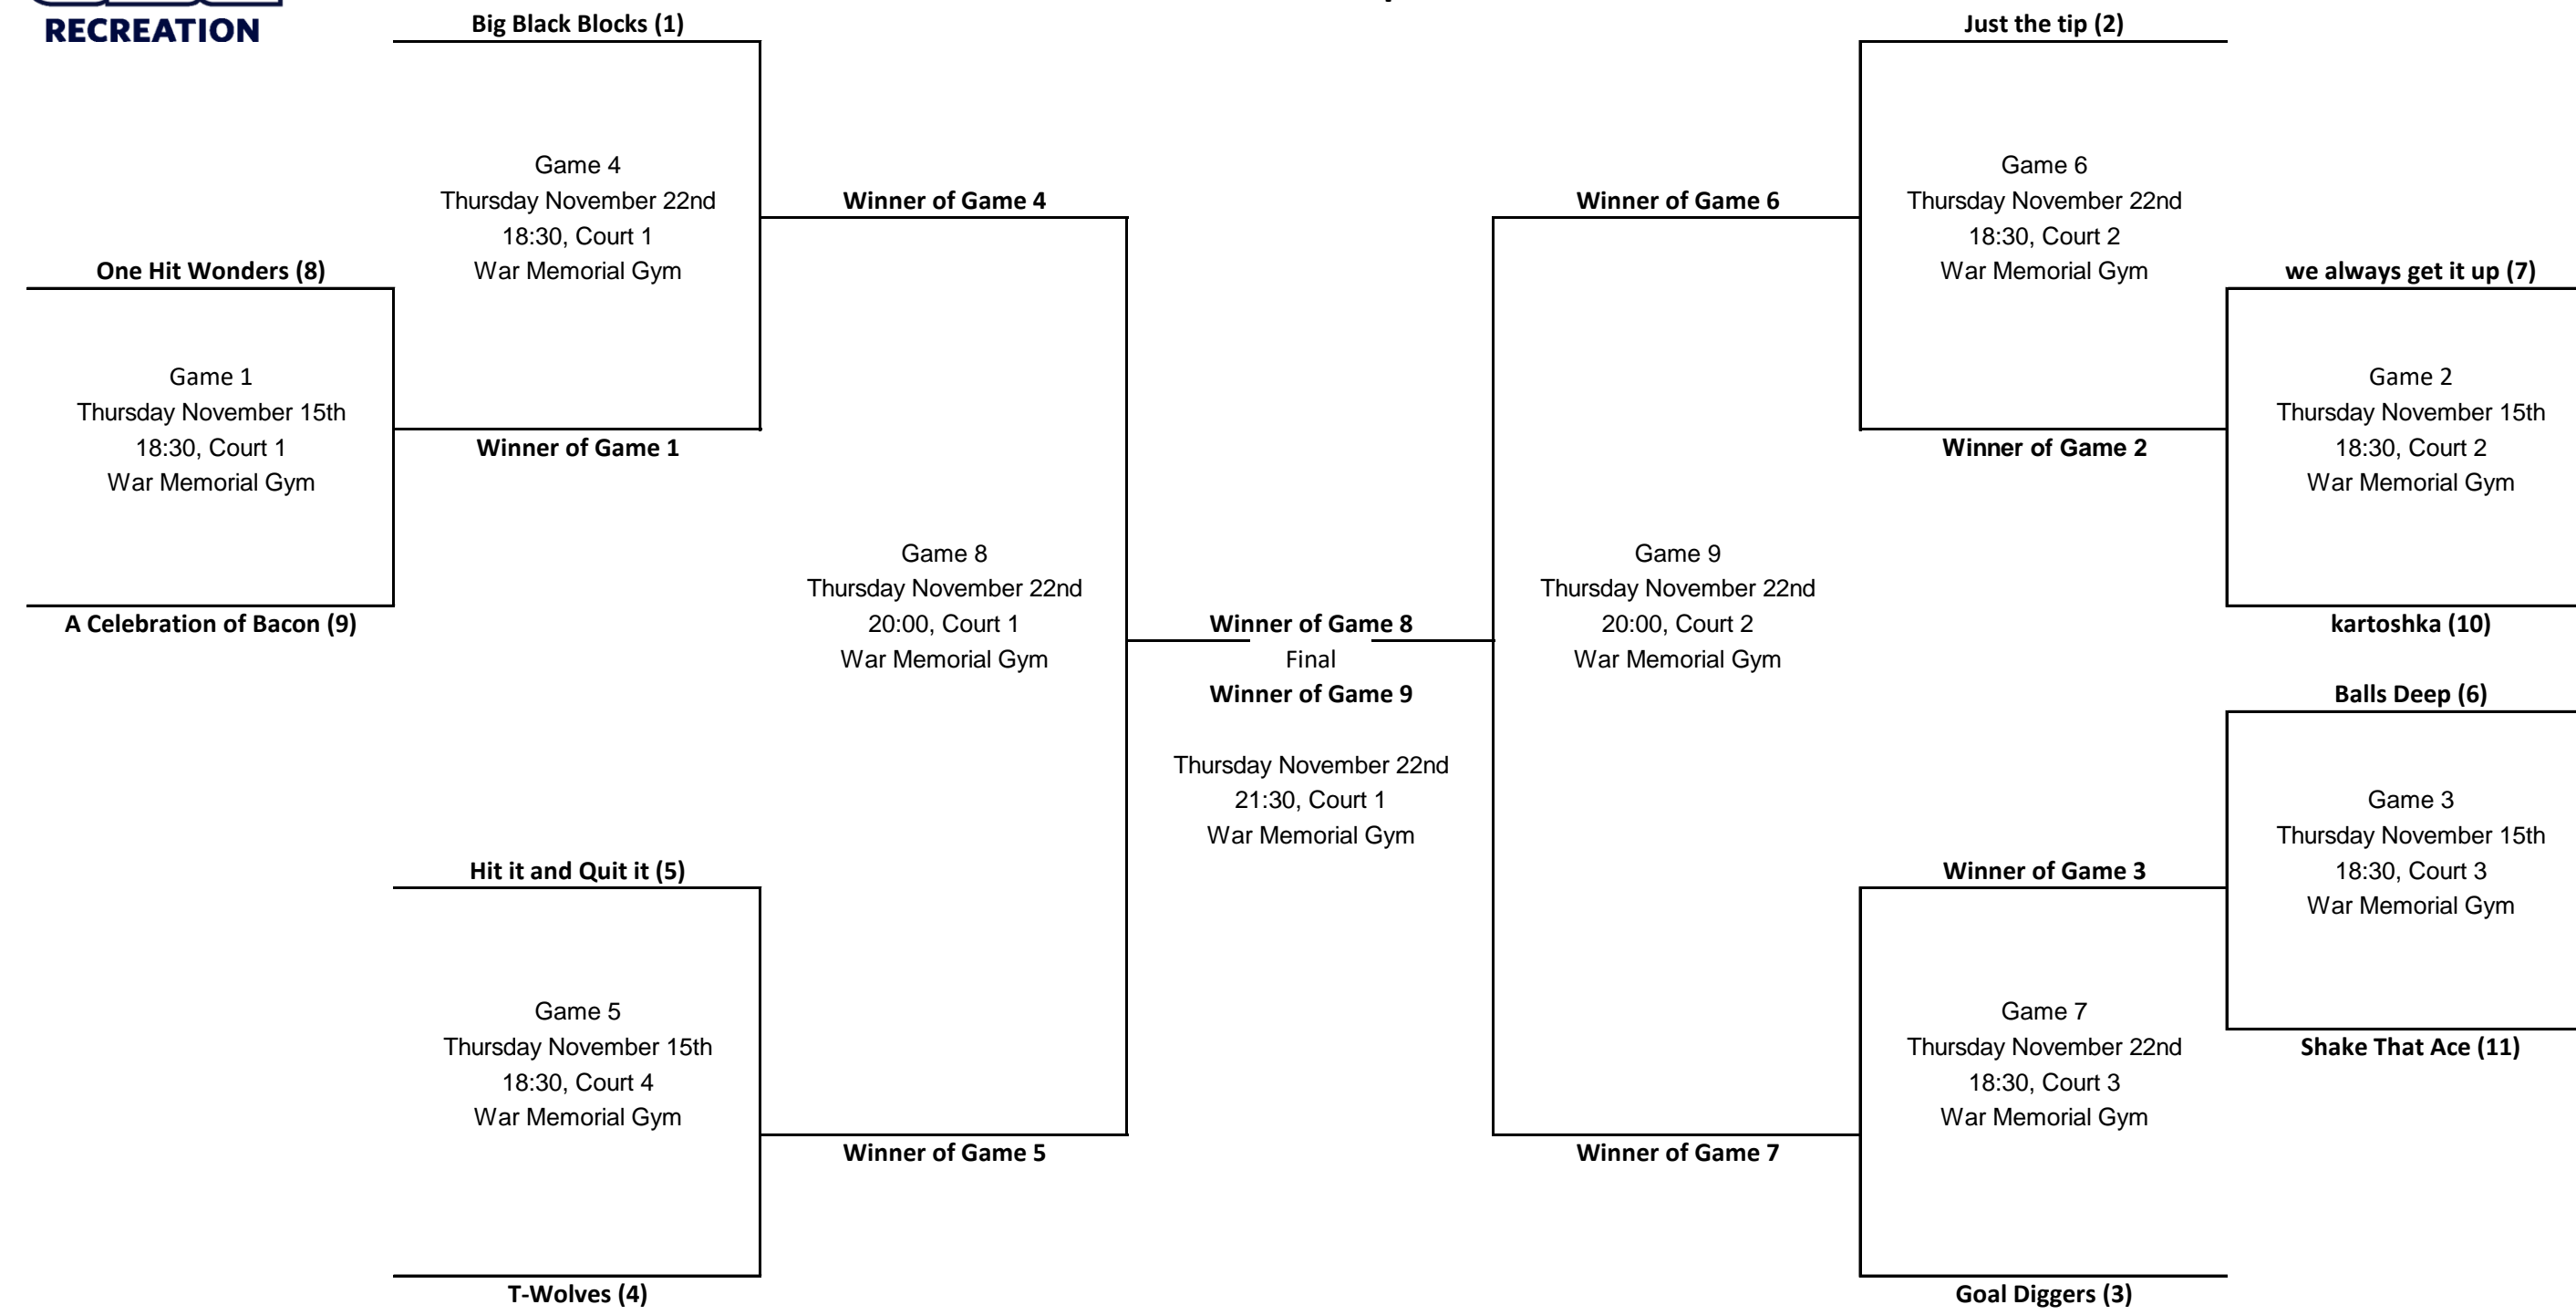 RECREATION
Big Black Blocks (1)
Just the tip (2)
Game 4
Thursday November 22nd
18:30, Court 1
War Memorial Gym
Winner of Game 4
Winner of Game 6
Game 6
Thursday November 22nd
18:30, Court 2
War Memorial Gym
One Hit Wonders (8)
we always get it up (7)
Game 1
Thursday November 15th
18:30, Court 1
War Memorial Gym
Winner of Game 1
Winner of Game 2
Game 2
Thursday November 15th
18:30, Court 2
War Memorial Gym
A Celebration of Bacon (9)
Game 8
Thursday November 22nd
20:00, Court 1
War Memorial Gym
Winner of Game 8
Final
Winner of Game 9
Thursday November 22nd
21:30, Court 1
War Memorial Gym
Game 9
Thursday November 22nd
20:00, Court 2
War Memorial Gym
kartoshka (10)
Balls Deep (6)
Game 3
Thursday November 15th
18:30, Court 3
War Memorial Gym
Hit it and Quit it (5)
Winner of Game 3
Game 5
Thursday November 15th
18:30, Court 4
War Memorial Gym
Winner of Game 5
Winner of Game 7
Game 7
Thursday November 22nd
18:30, Court 3
War Memorial Gym
Shake That Ace (11)
T-Wolves (4)
Goal Diggers (3)